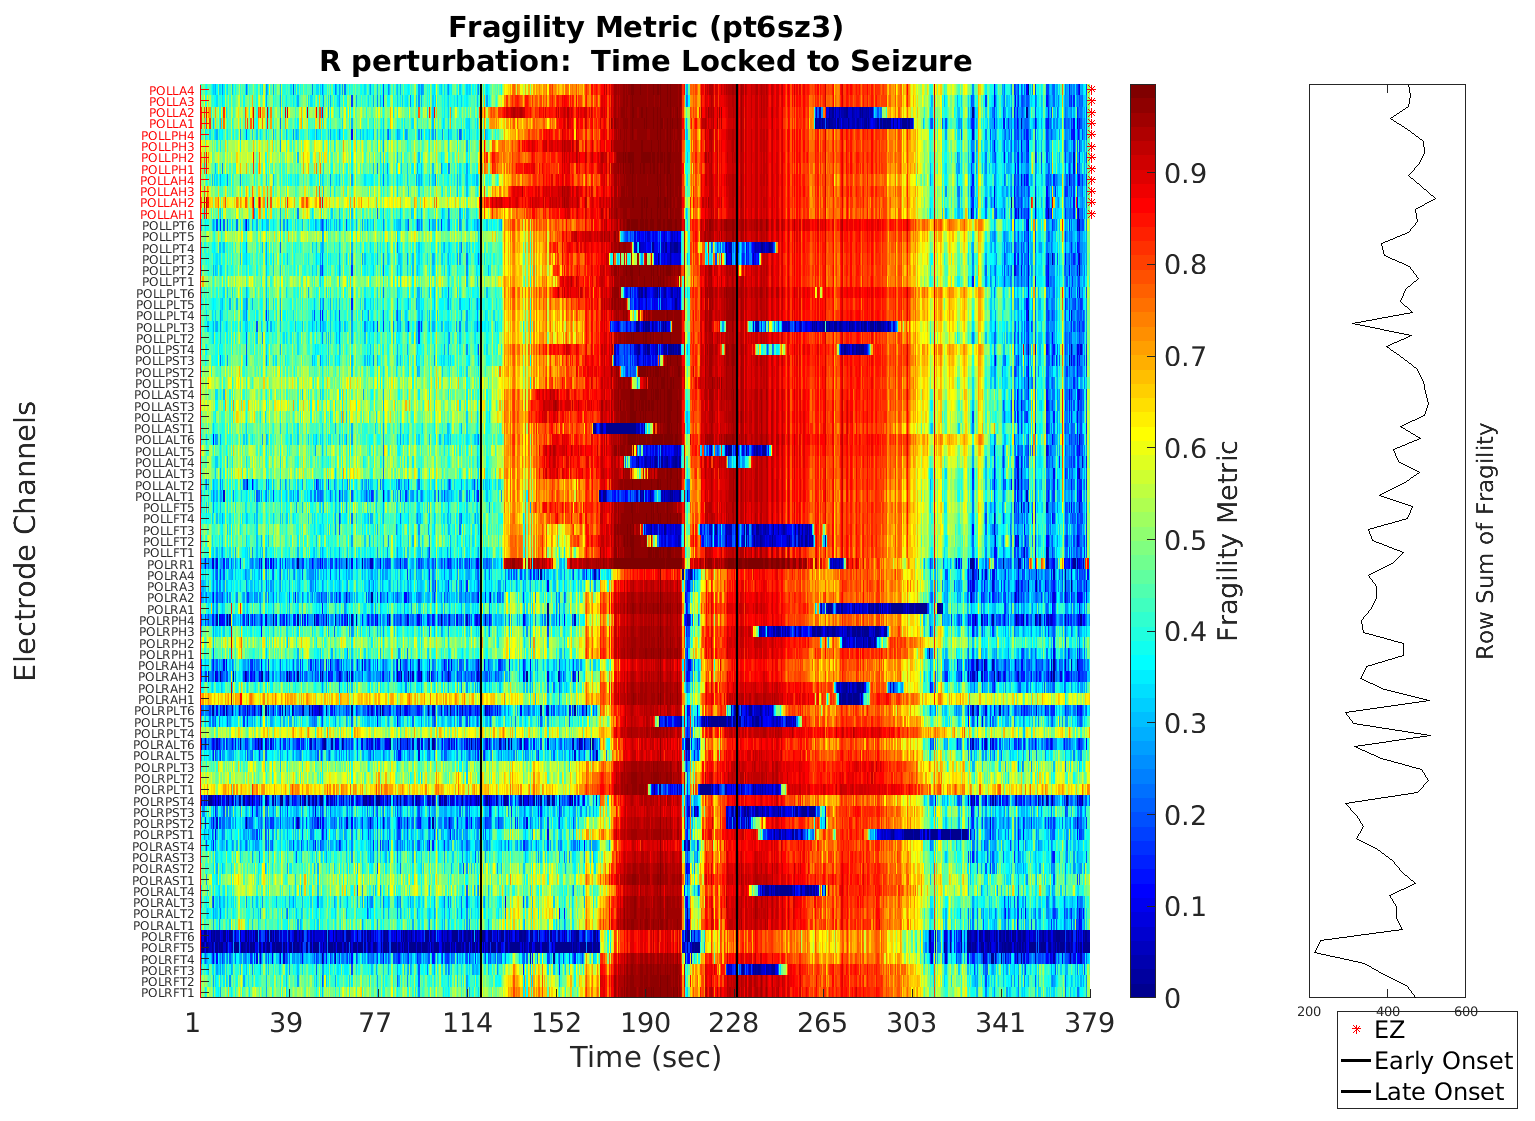 Fragility Metric (pt6sz3)
R perturbation: Time Locked to Seizure
Electrode Channels
POLLA4
POLLA3
POLLA2
POLLA1
POLLPH4
POLLPH3
POLLPH2
POLLPH1
POLLAH4
POLLAH3
POLLAH2
POLLAH1
POLLPT6
POLLPT5
POLLPT4
POLLPT3
POLLPT2
POLLPT1
POLLPLT6
POLLPLT5
POLLPLT4
POLLPLT3
POLLPLT2
POLLPST4
POLLPST3
POLLPST2
POLLPST1
POLLAST4
POLLAST3
POLLAST2
POLLAST1
POLLALT6
POLLALT5
POLLALT4
POLLALT3
POLLALT2
POLLALT1
POLLFT5
POLLFT4
POLLFT3
POLLFT2
POLLFT1
POLRR1
POLRA4
POLRA3
POLRA2
POLRA1
POLRPH4
POLRPH3
POLRPH2
POLRPH1
POLRAH4
POLRAH3
POLRAH2
POLRAH1
POLRPLT6
POLRPLT5
POLRPLT4
POLRALT6
POLRALT5
POLRPLT3
POLRPLT2
POLRPLT1
POLRPST4
POLRPST3
POLRPST2
POLRPST1
POLRAST4
POLRAST3
POLRAST2
POLRAST1
POLRALT4
POLRALT3
POLRALT2
POLRALT1
POLRFT6
POLRFT5
POLRFT4
POLRFT3
POLRFT2
POLRFT1
1 39 77 114 152 190 228 265 303 341 379
Time (sec)
0.9
0.8
0.7
0.6
0.5
0.4
0.3
0.2
0.1
0
Fragility Metric
Row Sum of Fragility
200 400 600
EZ
Early Onset
Late Onset